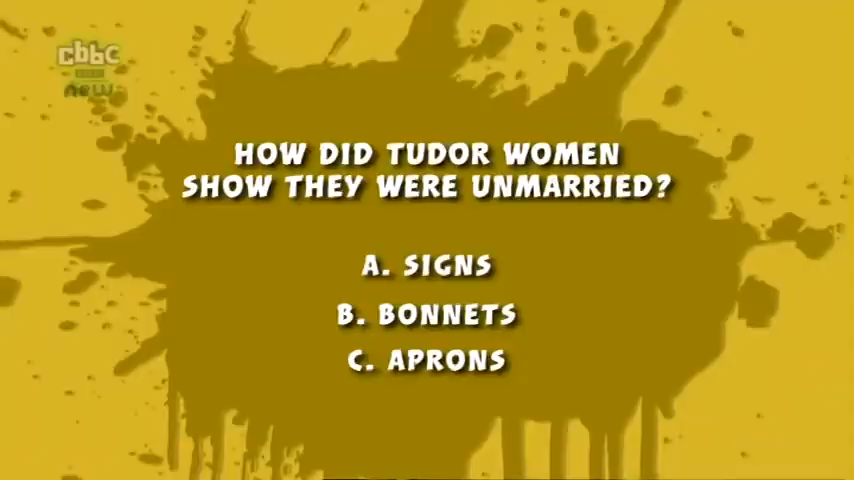 cbbc
new
HOW DID TUDOR WOMEN
SHOW THEY WERE UNMARRIED?
A. SIGNS
B. BONNETS
C. APRONS